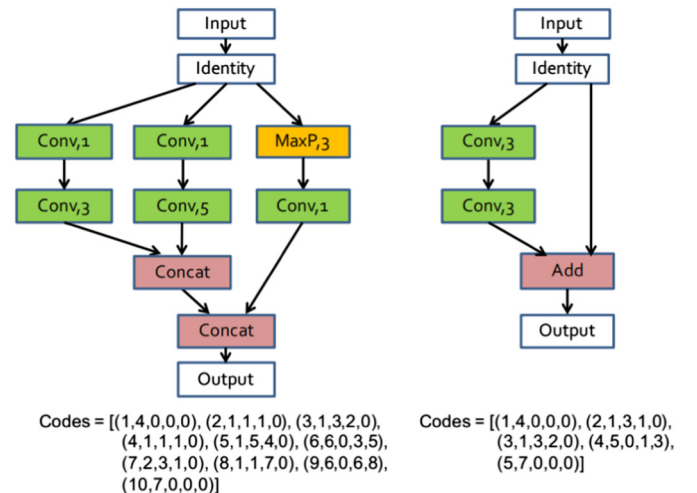 Input
Identity
Conv,1
Conv,1
MaxP,3
Conv,3
Conv,5
Conv,1
Concat
Concat
Output
Codes = [(1,4,0,0,0), (2,1,1,1,0), (3,1,3,2,0),
(4,1,1,1,0), (5,1,5,4,0), (6,6,0,3,5),
(7,2,3,1,0), (8,1,1,7,0), (9,6,0,6,8),
(10,7,0,0,0)]
Input
Identity
Conv,3
Conv,3
Add
Output
Codes = [(1,4,0,0,0), (2,1,3,1,0),
(3,1,3,2,0), (4,5,0,1,3),
(5,7,0,0,0)]